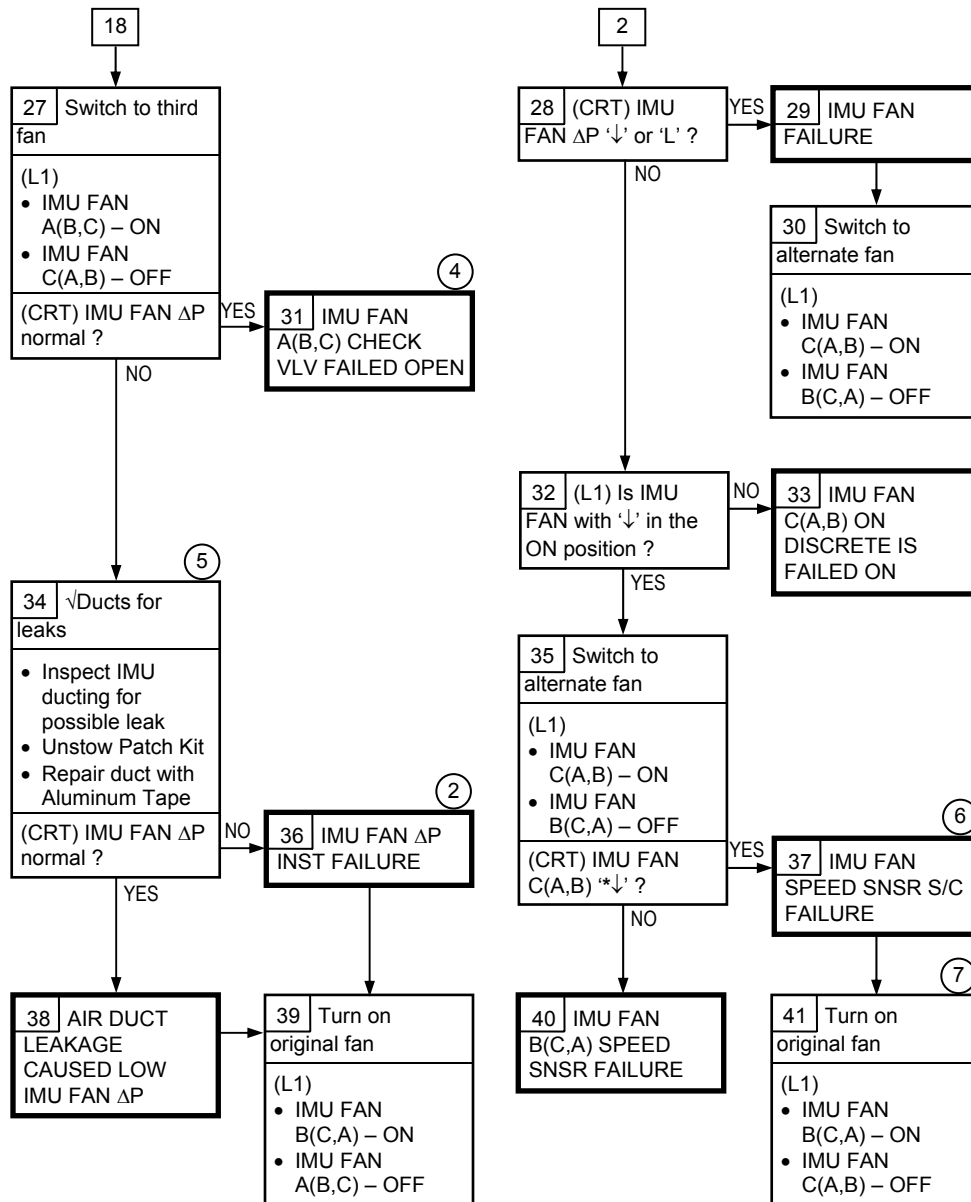 18
27 Switch to third
fan
(L1)
• IMU FAN
A(B,C) – ON
• IMU FAN
C(A,B) – OFF
(CRT) IMU FAN ∆P
normal ?
YES
NO
4
31 IMU FAN
A(B,C) CHECK
VLV FAILED OPEN
5
34 √Ducts for
leaks
• Inspect IMU
ducting for
possible leak
• Unstow Patch Kit
• Repair duct with
Aluminum Tape
(CRT) IMU FAN ∆P
normal ?
NO
YES
2
36 IMU FAN ∆P
INST FAILURE
38 AIR DUCT
LEAKAGE
CAUSED LOW
IMU FAN ∆P
39 Turn on
original fan
(L1)
• IMU FAN
B(C,A) – ON
• IMU FAN
A(B,C) – OFF
2
28 (CRT) IMU
FAN ∆P '↓' or 'L' ?
YES
NO
29 IMU FAN
FAILURE
30 Switch to
alternate fan
(L1)
• IMU FAN
C(A,B) – ON
• IMU FAN
B(C,A) – OFF
32 (L1) Is IMU
FAN with '↓' in the
ON position ?
NO
YES
33 IMU FAN
C(A,B) ON
DISCRETE IS
FAILED ON
35 Switch to
alternate fan
(L1)
• IMU FAN
C(A,B) – ON
• IMU FAN
B(C,A) – OFF
(CRT) IMU FAN
C(A,B) '*↓' ?
YES
NO
6
37 IMU FAN
SPEED SNSR S/C
FAILURE
40 IMU FAN
B(C,A) SPEED
SNSR FAILURE
7
41 Turn on
original fan
(L1)
• IMU FAN
B(C,A) – ON
• IMU FAN
C(A,B) – OFF